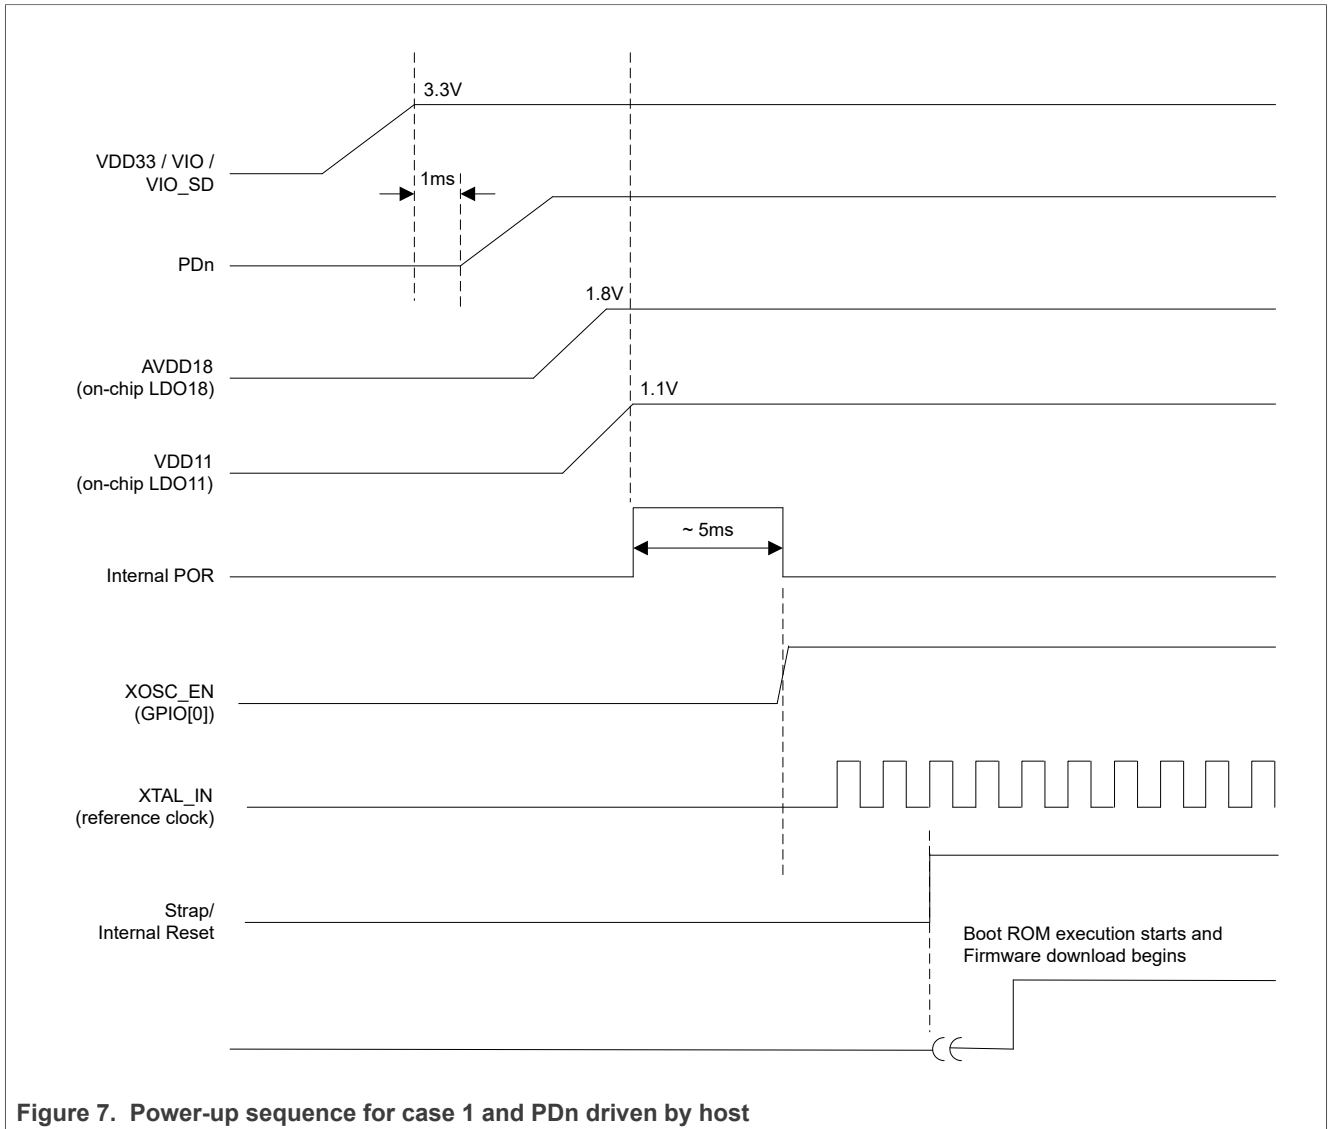 3.3V
VDD33 / VIO /
VIO_SD
1ms
PDn
1.8V
AVDD18
(on-chip LDO18)
1.1V
VDD11
(on-chip LDO11)
~ 5ms
Internal POR
XOSC_EN
(GPIO[0])
XTAL_IN
(reference clock)
Strap/
Internal Reset
Boot ROM execution starts and
Firmware download begins
Figure 7. Power-up sequence for case 1 and PDn driven by host